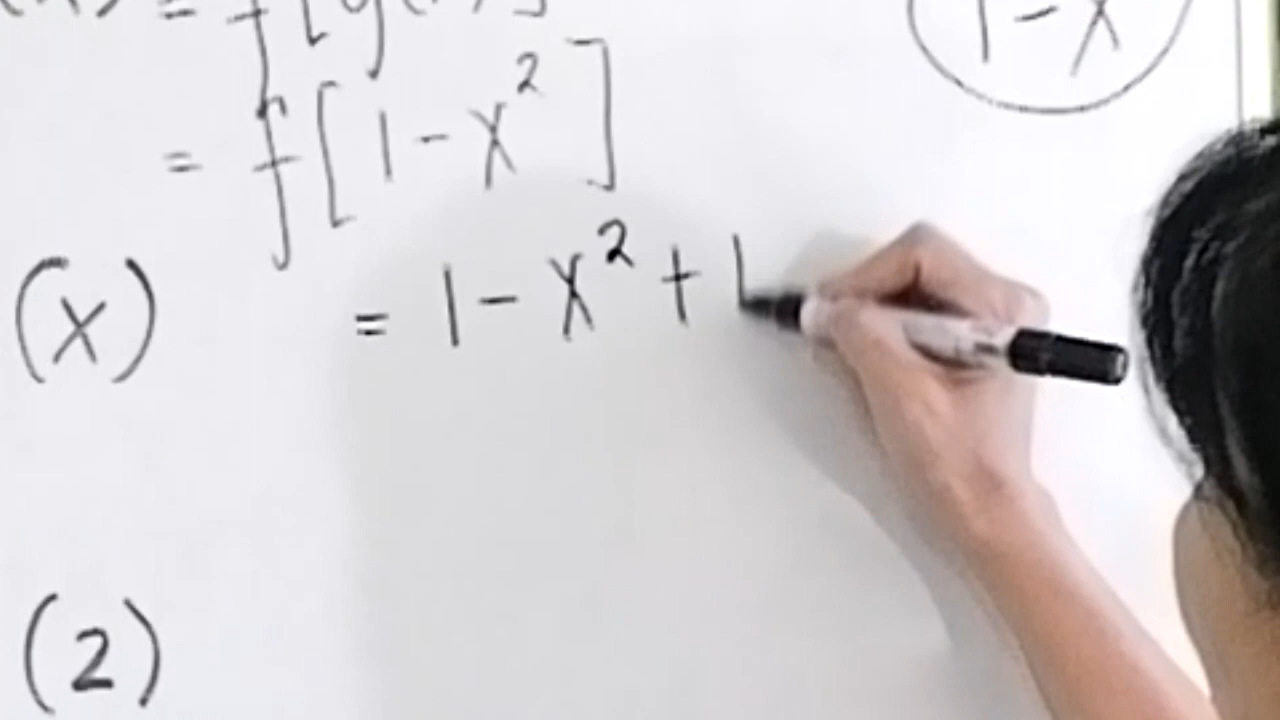 (x) = f[g(x)]
1 - x
= f[1 - x²]
(x) = 1 - x² + 1
(2)